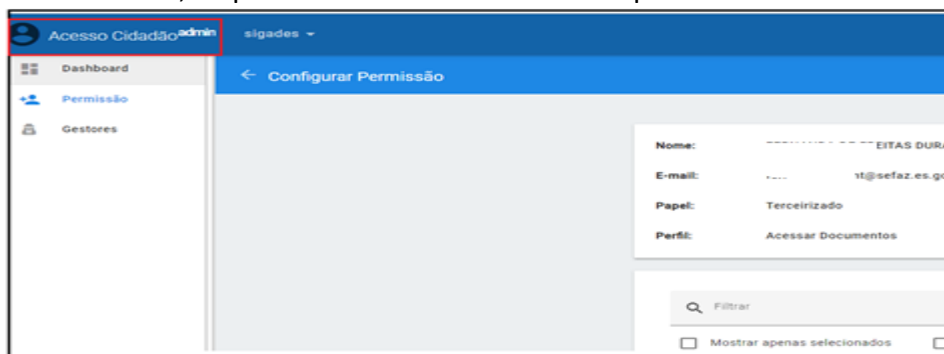 Acesso Cidadão admin sigades
Dashboard
Configurar Permissão
Permissão
Gestores
Nome: EITAS DUR
E-mail: nt@sefaz.es.go
Papel: Terceirizado
Perfil: Acessar Documentos
Filtrar
Mostrar apenas selecionados